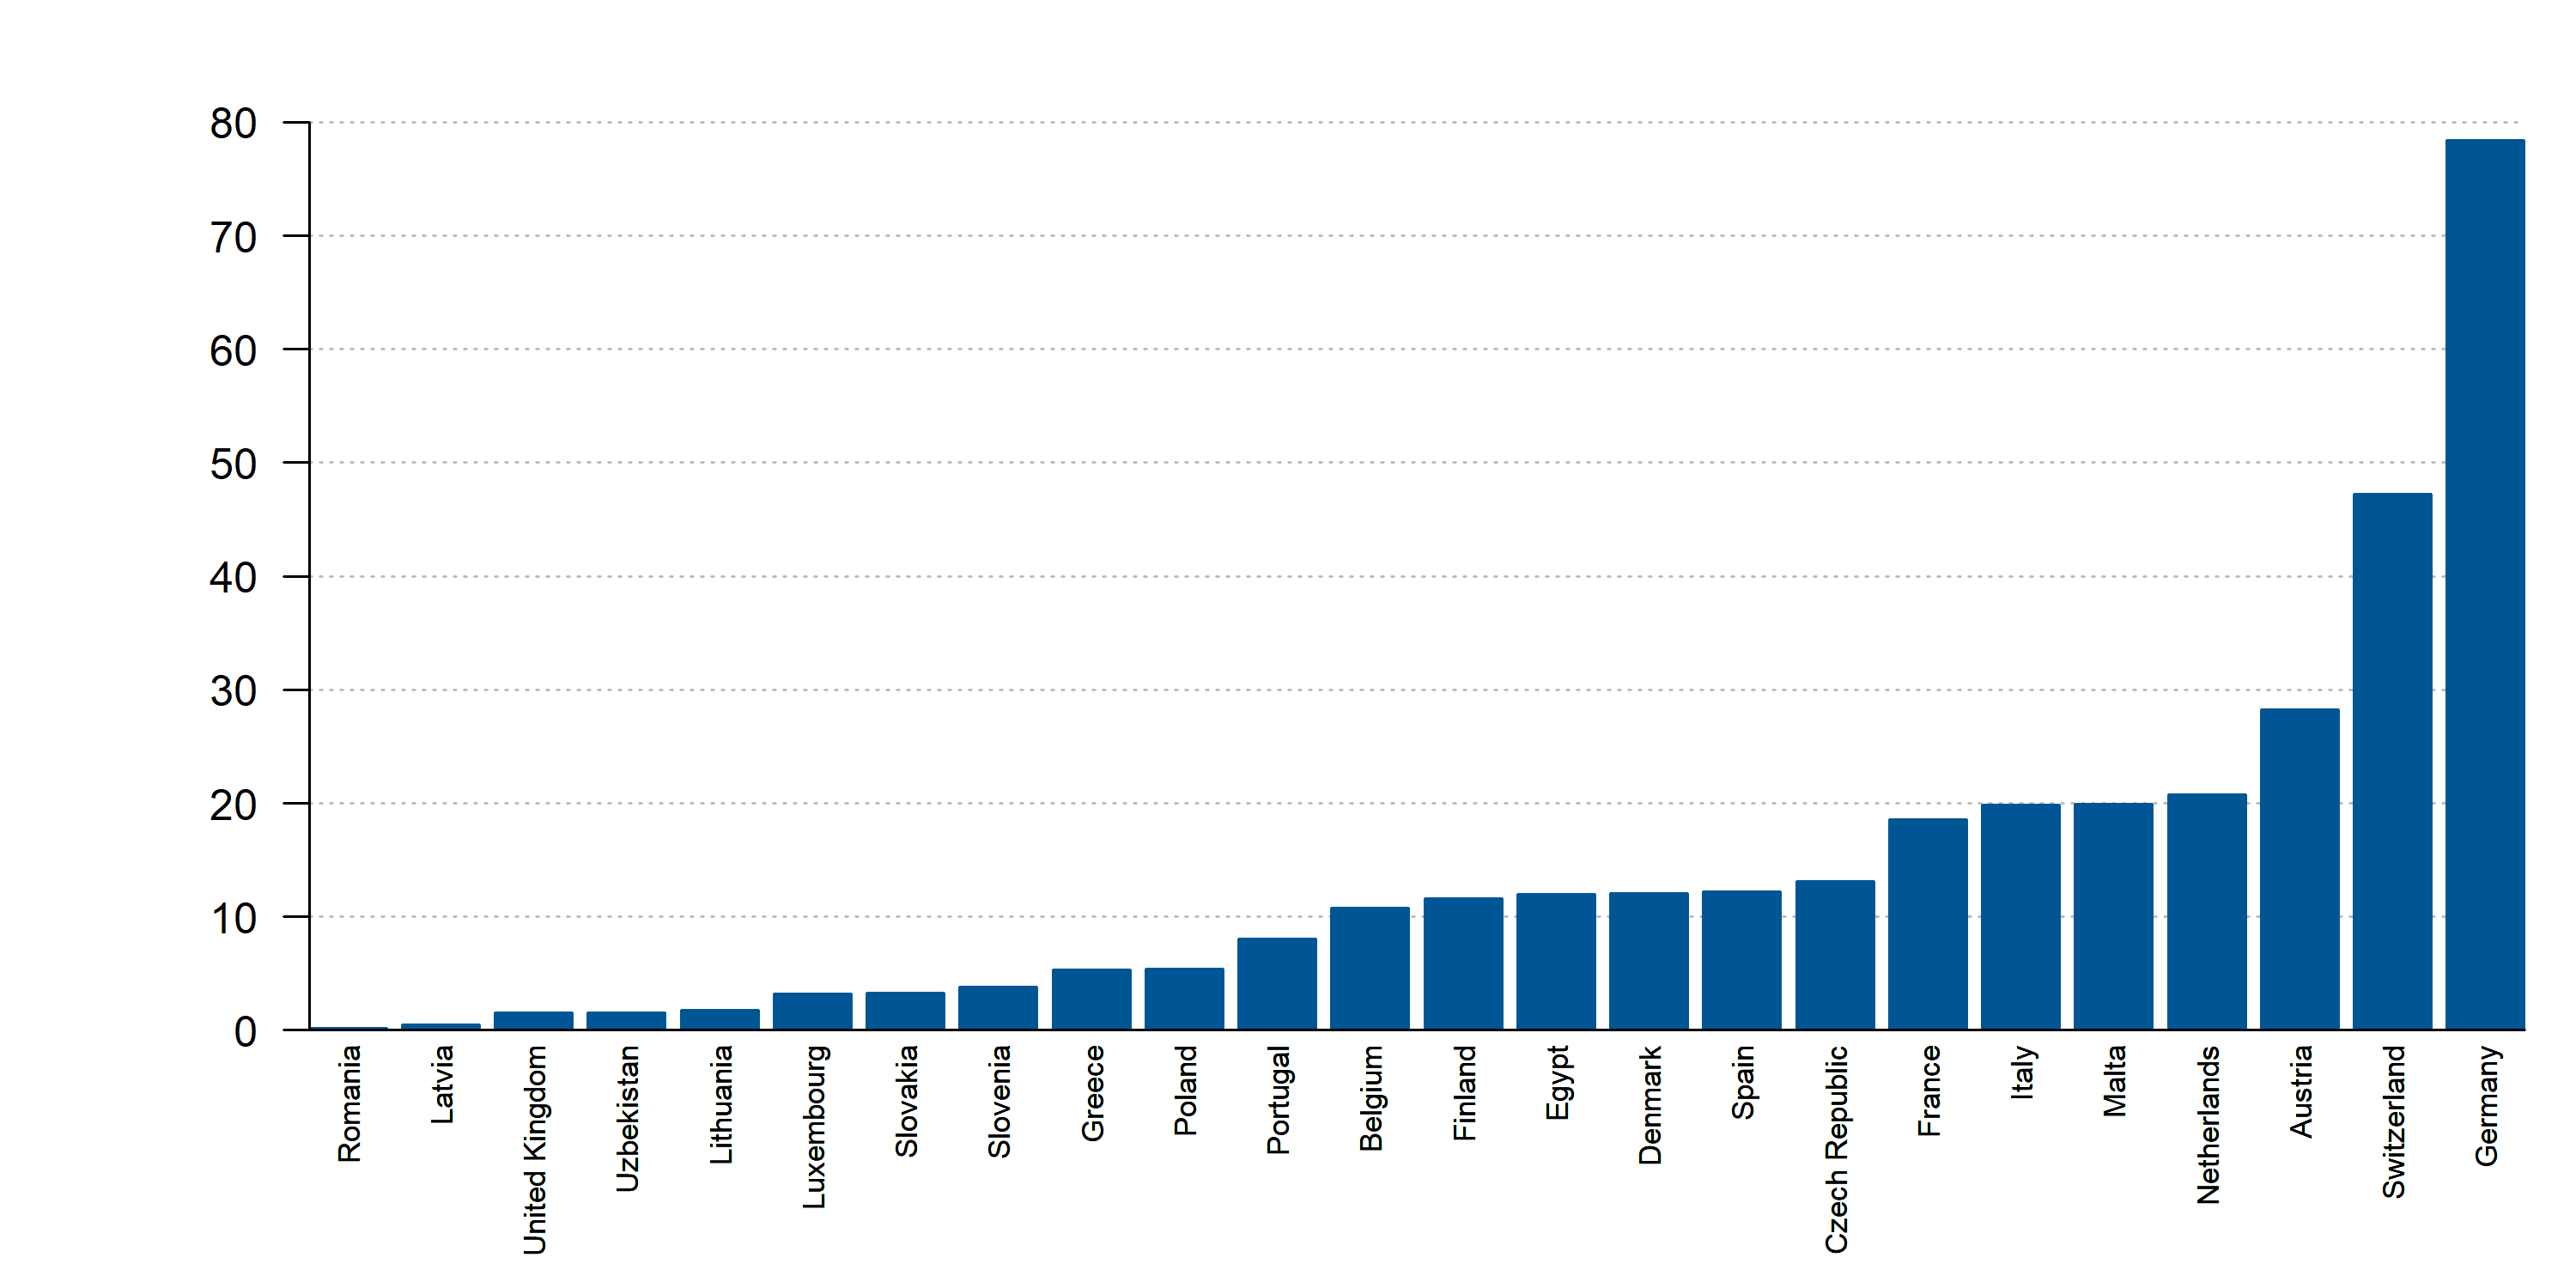 80
70
60
50
40
30
20
10
0
Romania
Latvia
United Kingdom
Uzbekistan
Lithuania
Luxembourg
Slovakia
Slovenia
Greece
Poland
Portugal
Belgium
Finland
Egypt
Denmark
Spain
Czech Republic
France
Italy
Malta
Netherlands
Austria
Switzerland
Germany